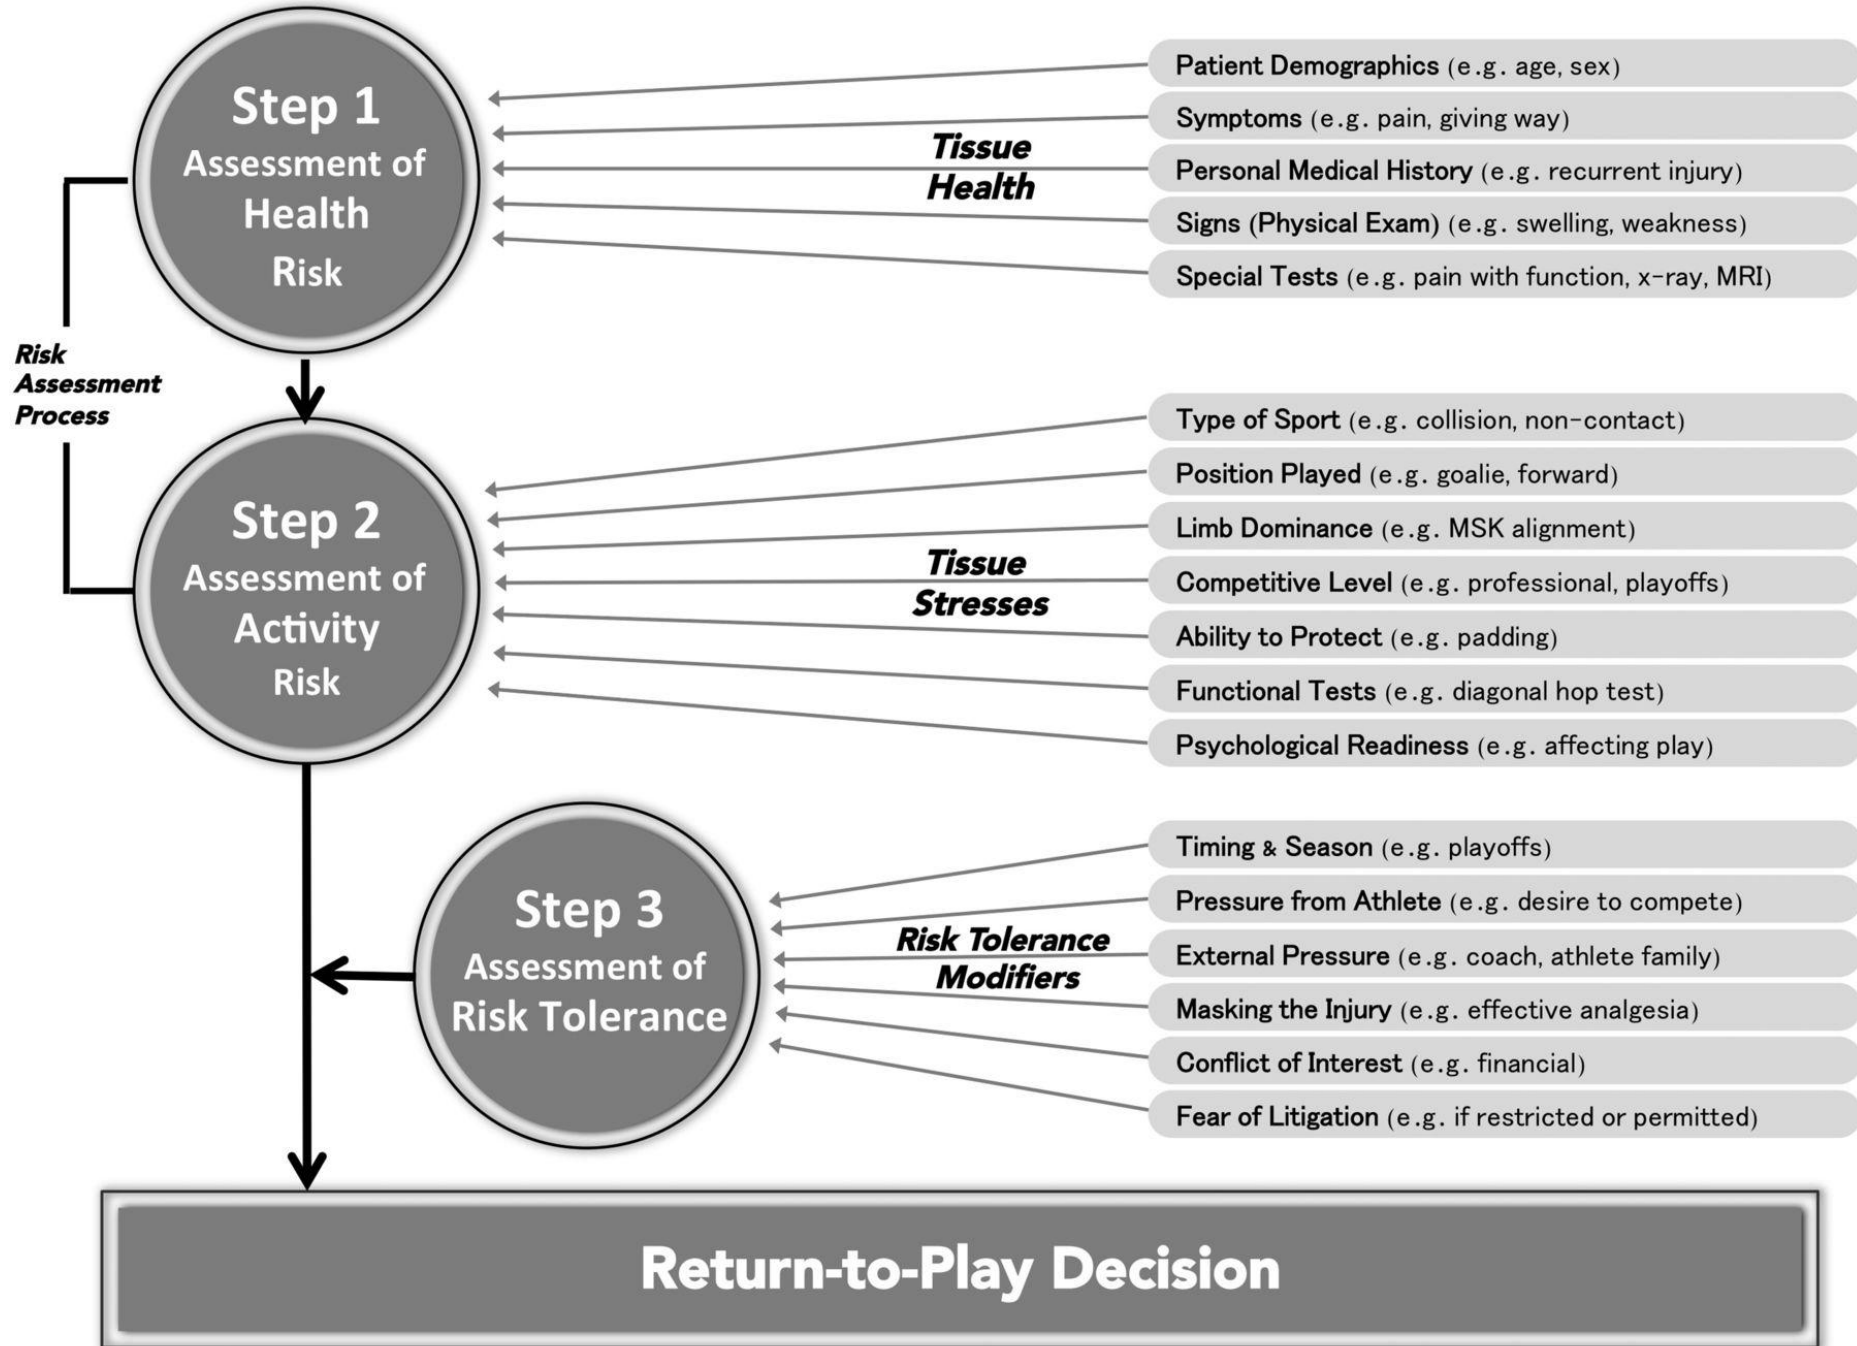 Step 1
Assessment of
Health
Risk
Tissue
Health
Patient Demographics (e.g. age, sex)
Symptoms (e.g. pain, giving way)
Personal Medical History (e.g. recurrent injury)
Signs (Physical Exam) (e.g. swelling, weakness)
Special Tests (e.g. pain with function, x-ray, MRI)
Risk
Assessment
Process
Step 2
Assessment of
Activity
Risk
Tissue
Stresses
Type of Sport (e.g. collision, non-contact)
Position Played (e.g. goalie, forward)
Limb Dominance (e.g. MSK alignment)
Competitive Level (e.g. professional, playoffs)
Ability to Protect (e.g. padding)
Functional Tests (e.g. diagonal hop test)
Psychological Readiness (e.g. affecting play)
Step 3
Assessment of
Risk Tolerance
Risk Tolerance
Modifiers
Timing & Season (e.g. playoffs)
Pressure from Athlete (e.g. desire to compete)
External Pressure (e.g. coach, athlete family)
Masking the Injury (e.g. effective analgesia)
Conflict of Interest (e.g. financial)
Fear of Litigation (e.g. if restricted or permitted)
Return-to-Play Decision